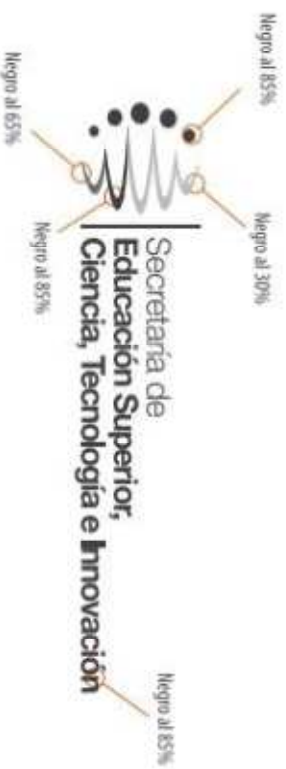 Negro al 85%
Negro al 30%
Secretaría de
Educación Superior,
Ciencia, Tecnología e Innovación
Negro al 65%
Negro al 85%
Negro al 85%